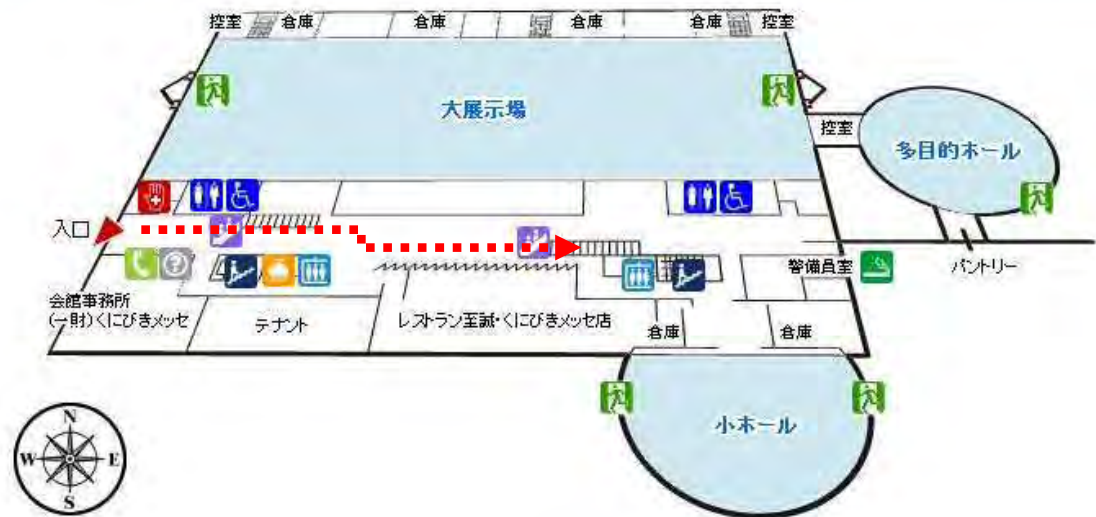 控室
倉庫
倉庫
倉庫
倉庫
控室
大展示場
控室
多目的ホール
入口
?
警備員室
パントリー
会館事務所
(一財)くにびきメッセ
テナント
レストラン至誠・くにびきメッセ店
倉庫
倉庫
小ホール
N
W
E
S